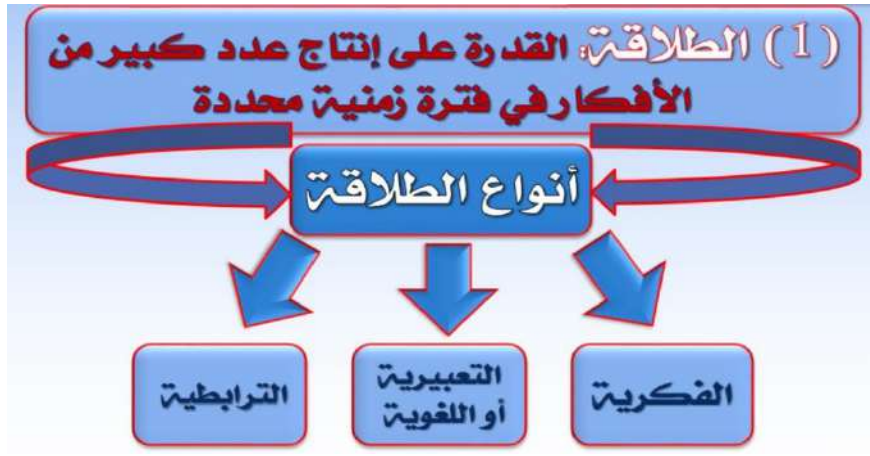 (1) الطلاقة: القدرة على إنتاج عدد كبير من
الأفكار في فترة زمنية محددة
أنواع الطلاقة
الفكرية
التعبيرية
أو اللغوية
الترابطية